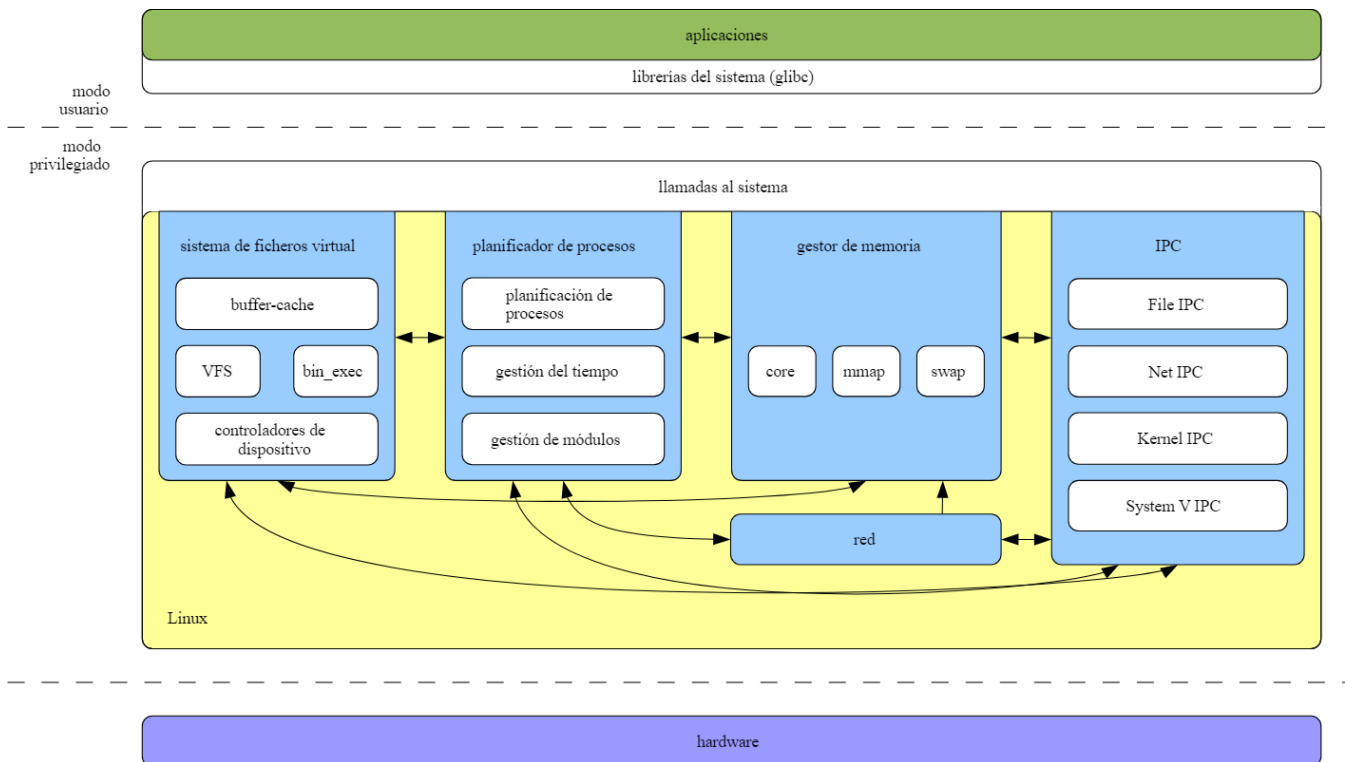 aplicaciones
librerías del sistema (glibc)
modo
usuario
modo
privilegiado
llamadas al sistema
sistema de ficheros virtual
buffer-cache
VFS
bin_exec
controladores de
dispositivo
planificador de procesos
planificación de
procesos
gestión del tiempo
gestión de módulos
gestor de memoria
core
mmap
swap
red
IPC
File IPC
Net IPC
Kernel IPC
System V IPC
Linux
hardware